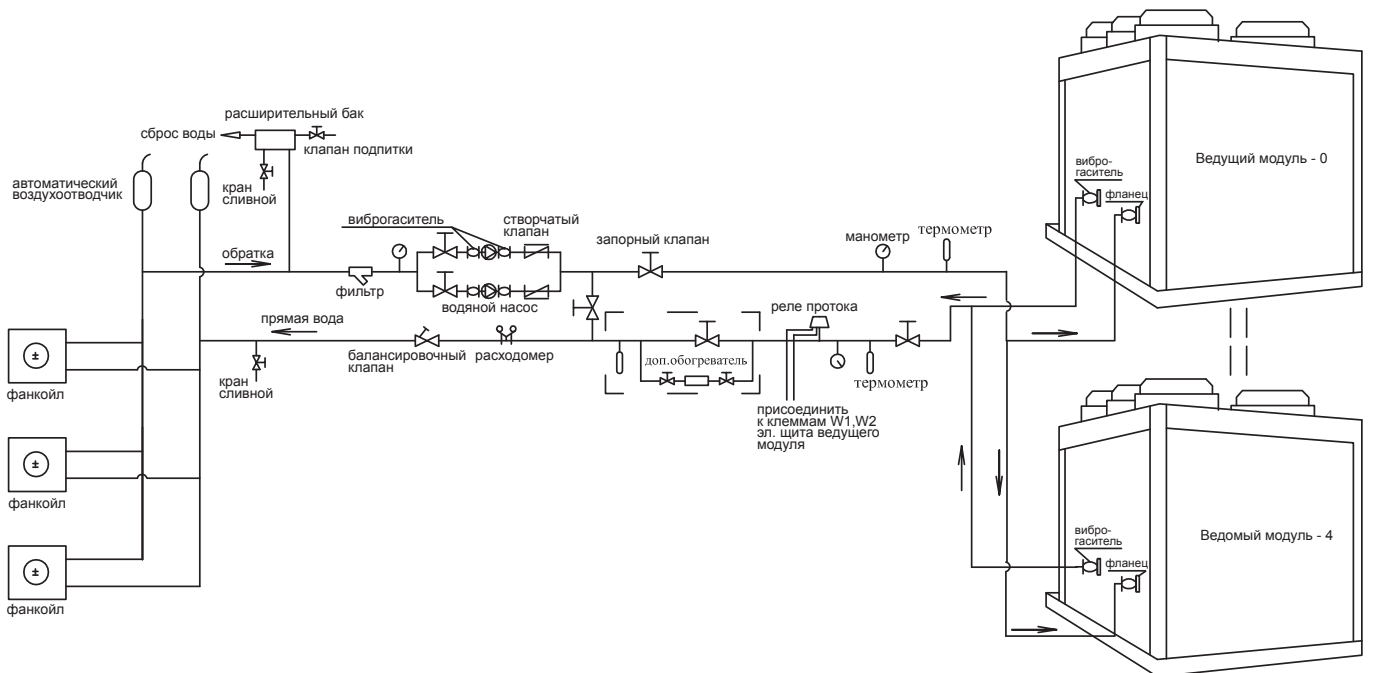 расширительный бак
сброс воды
клапан подпитки
автоматический
воздухоотводчик
кран
сливной
обратка
виброгаситель
створчатый
клапан
запорный клапан
манометр
термометр
фильтр
водяной насос
прямая вода
балансировочный
клапан
расходомер
кран
сливной
доп.обогреватель
реле протока
термометр
присоединить
к клеммам W1,W2
эл. щита ведущего
модуля
±
фанкойл
±
фанкойл
±
фанкойл
Ведущий модуль - 0
вибро-
гаситель
фланец
Ведомый модуль - 4
вибро-
гаситель
фланец